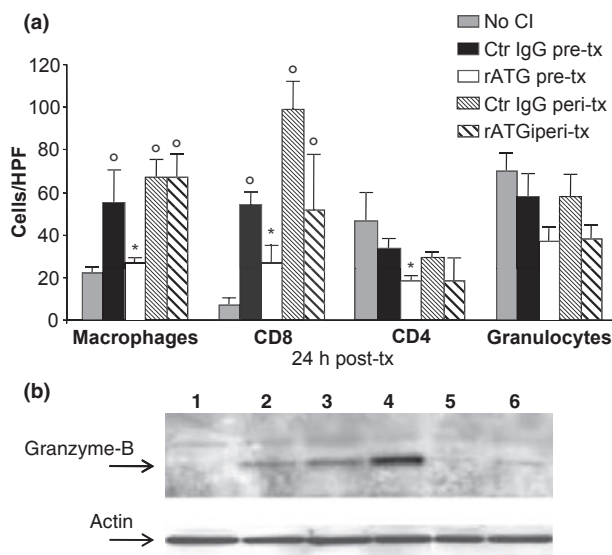 (a)
No CI
Ctr IgG pre-tx
rATG pre-tx
Ctr IgG peri-tx
rATGiperi-tx
Cells/HPF
120
100
80
60
40
20
0
Macrophages CD8 CD4 Granulocytes
24 h post-tx
(b)
1 2 3 4 5 6
Granzyme-B
Actin